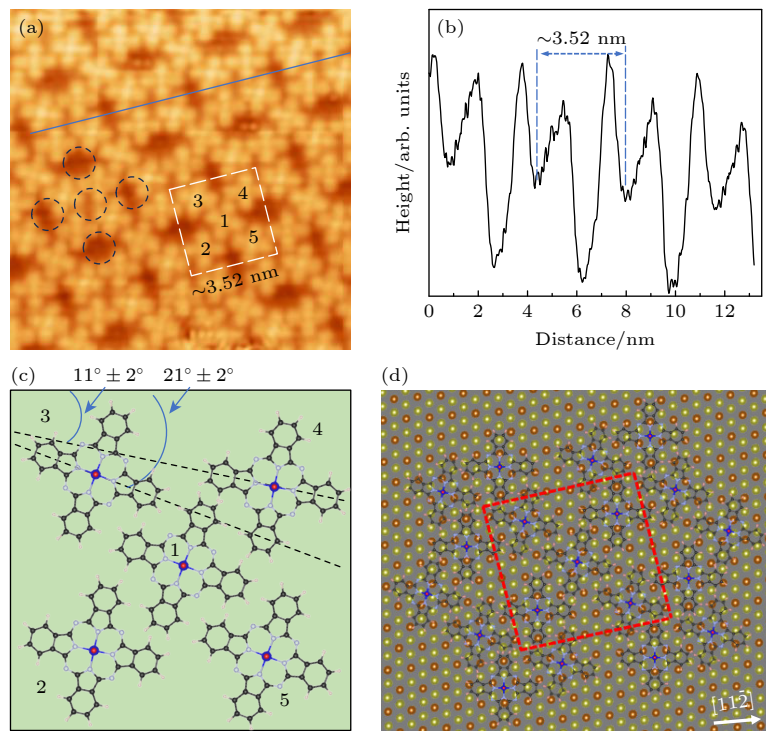 (a)
3
4
1
2
5
~3.52 nm
(b)
~3.52 nm
Height/arb. units
0
2
4
6
8
10
12
Distance/nm
(c)
11° ± 2°
21° ± 2°
3
4
1
2
5
(d)
[112̄]